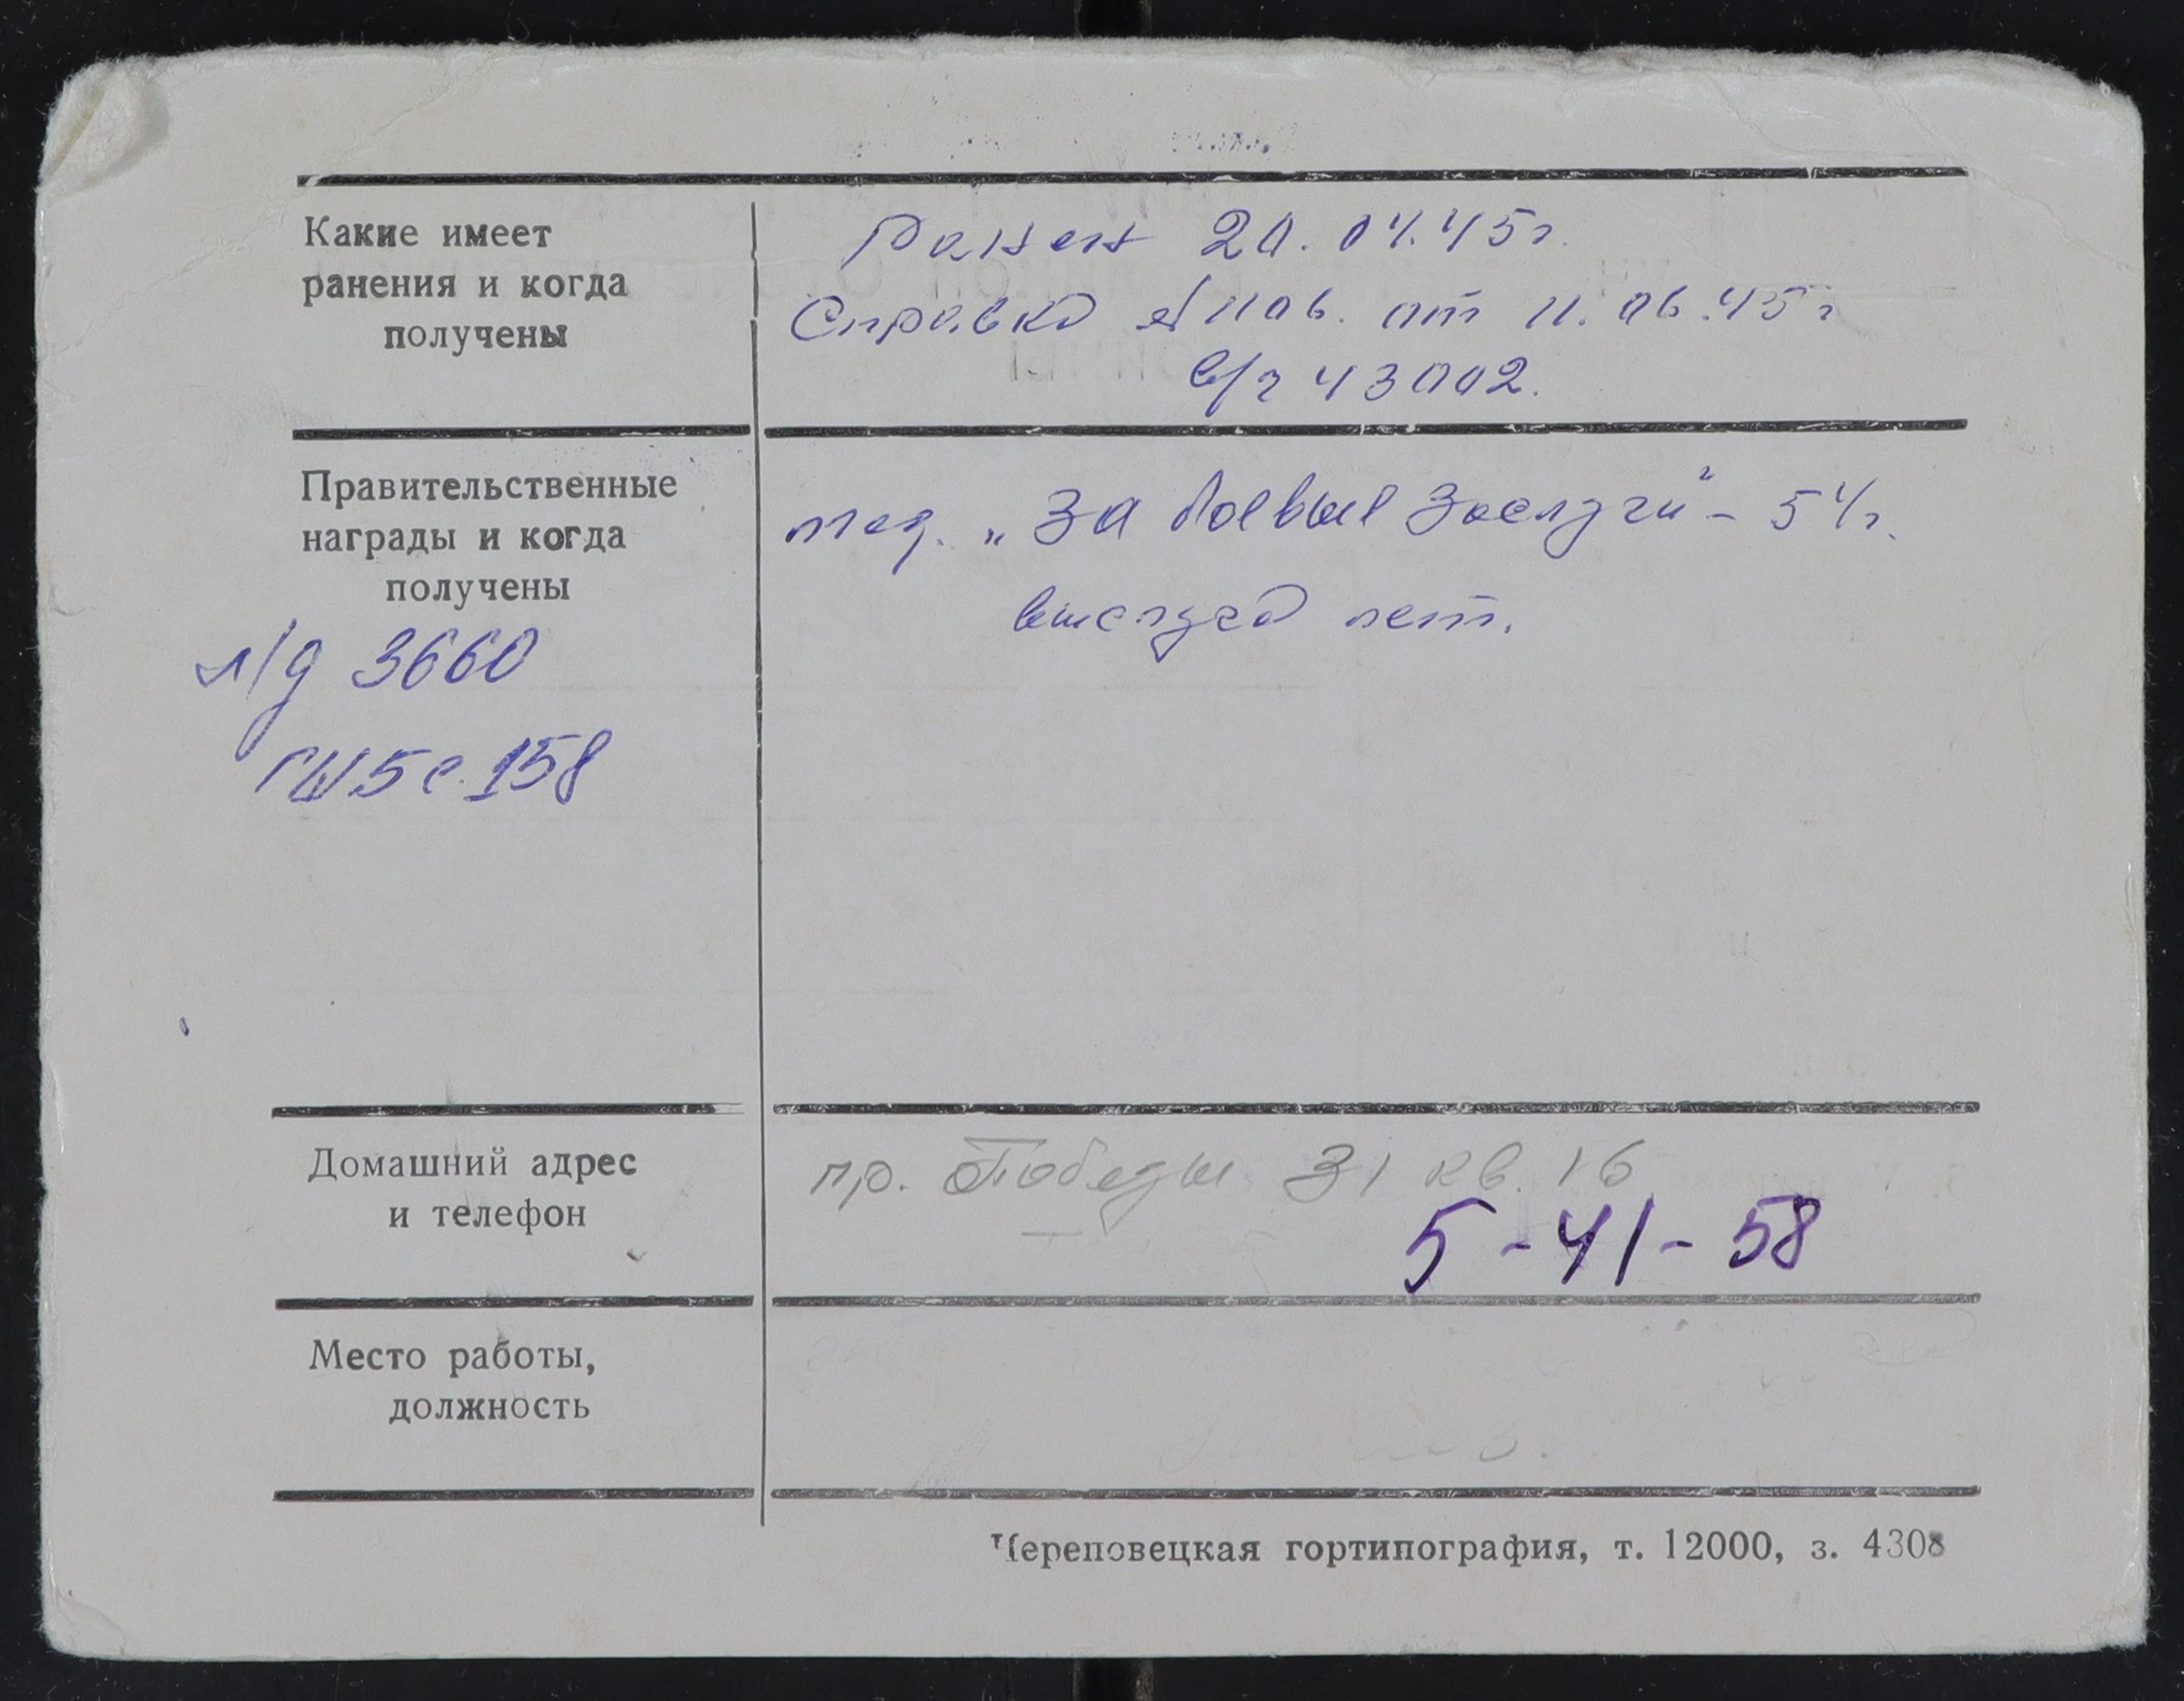 Какие имеет
ранения и когда
получены
Ранен 20.04.45г.
Справка №1106. от 11.06.45г
в/ч 43002.
Правительственные
награды и когда
получены
мед. „За боевые заслуги" - 54г.
выслуга лет.
л/д 3660
с. 158
Домашний адрес
и телефон
пр. Победы 31 кв. 16
5-41-58
Место работы,
должность
Череповецкая гортипография, т. 12000, з. 4308